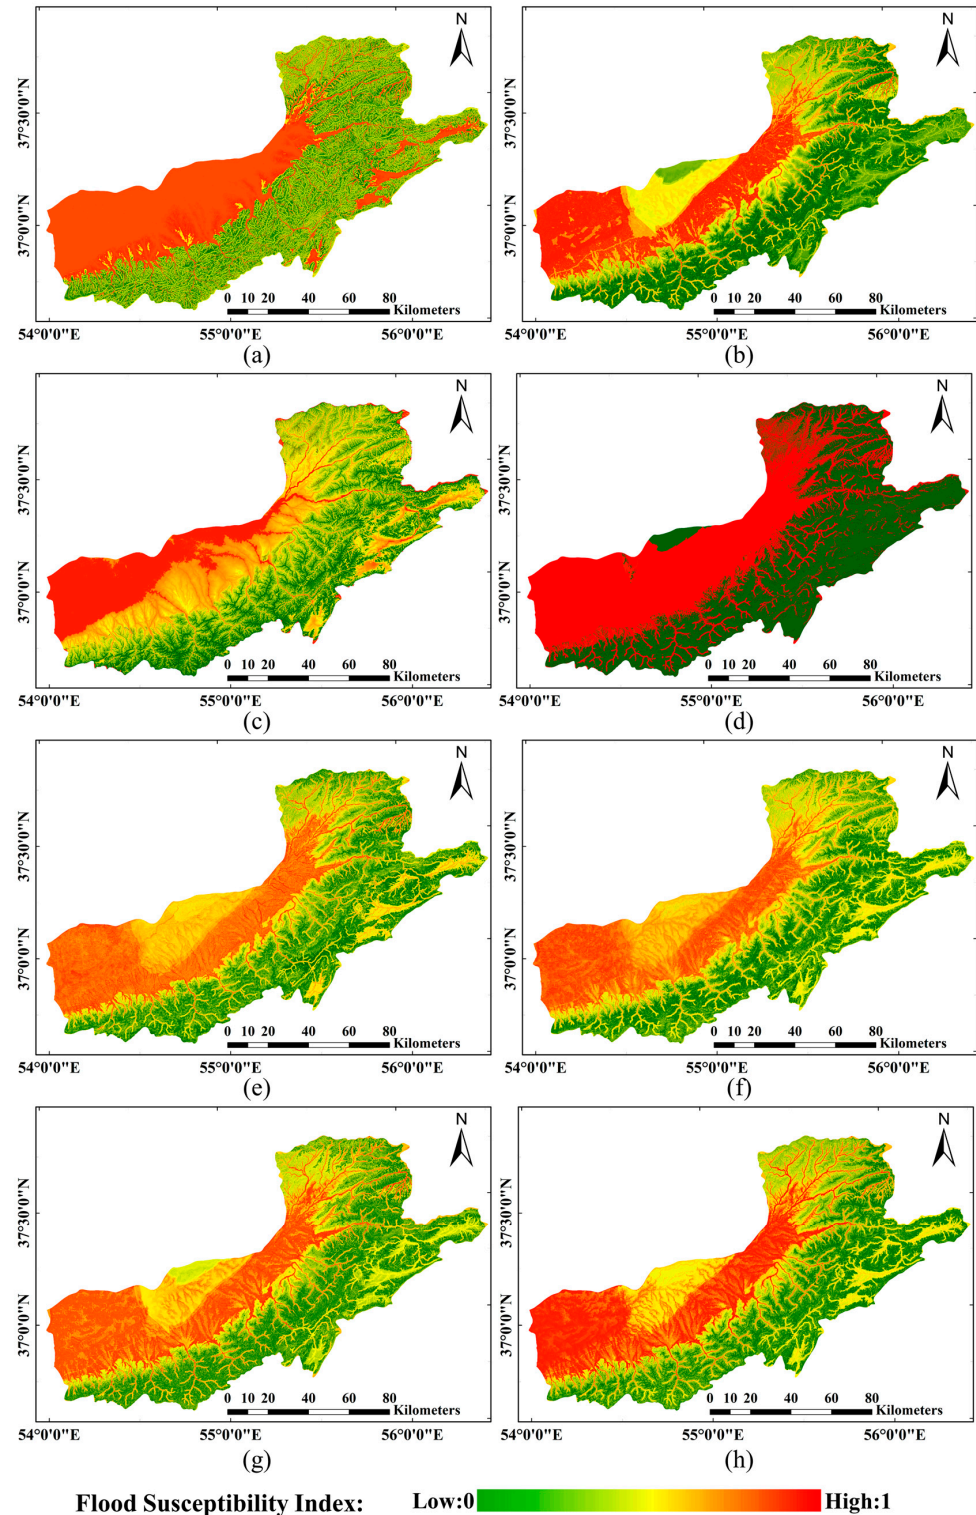 N N
37°30'0"N 37°30'0"N
37°0'0"N 37°0'0"N
0 10 20 40 60 80 0 10 20 40 60 80
Kilometers Kilometers
54°0'0"E 55°0'0"E 56°0'0"E 54°0'0"E 55°0'0"E 56°0'0"E
(a) (b)
N N
37°30'0"N 37°30'0"N
37°0'0"N 37°0'0"N
0 10 20 40 60 80 0 10 20 40 60 80
Kilometers Kilometers
54°0'0"E 55°0'0"E 56°0'0"E 54°0'0"E 55°0'0"E 56°0'0"E
(c) (d)
N N
37°30'0"N 37°30'0"N
37°0'0"N 37°0'0"N
0 10 20 40 60 80 0 10 20 40 60 80
Kilometers Kilometers
54°0'0"E 55°0'0"E 56°0'0"E 54°0'0"E 55°0'0"E 56°0'0"E
(e) (f)
N N
37°30'0"N 37°30'0"N
37°0'0"N 37°0'0"N
0 10 20 40 60 80 0 10 20 40 60 80
Kilometers Kilometers
54°0'0"E 55°0'0"E 56°0'0"E 54°0'0"E 55°0'0"E 56°0'0"E
(g) (h)
Flood Susceptibility Index: Low:0 High:1